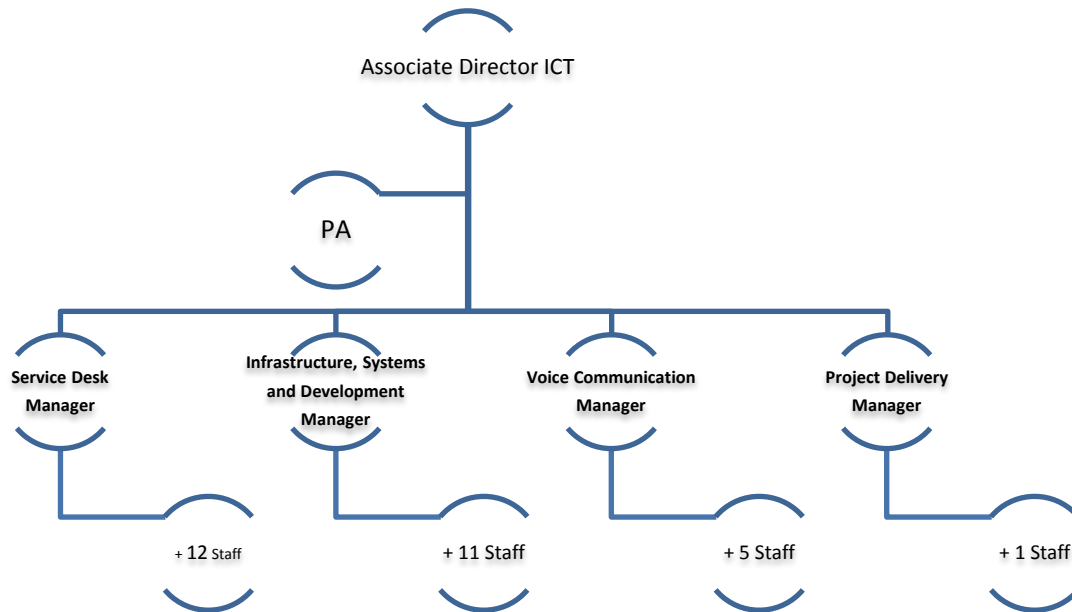 Associate Director ICT
PA
Service Desk
Manager
Infrastructure, Systems
and Development
Manager
Voice Communication
Manager
Project Delivery
Manager
+ 12 Staff
+ 11 Staff
+ 5 Staff
+ 1 Staff